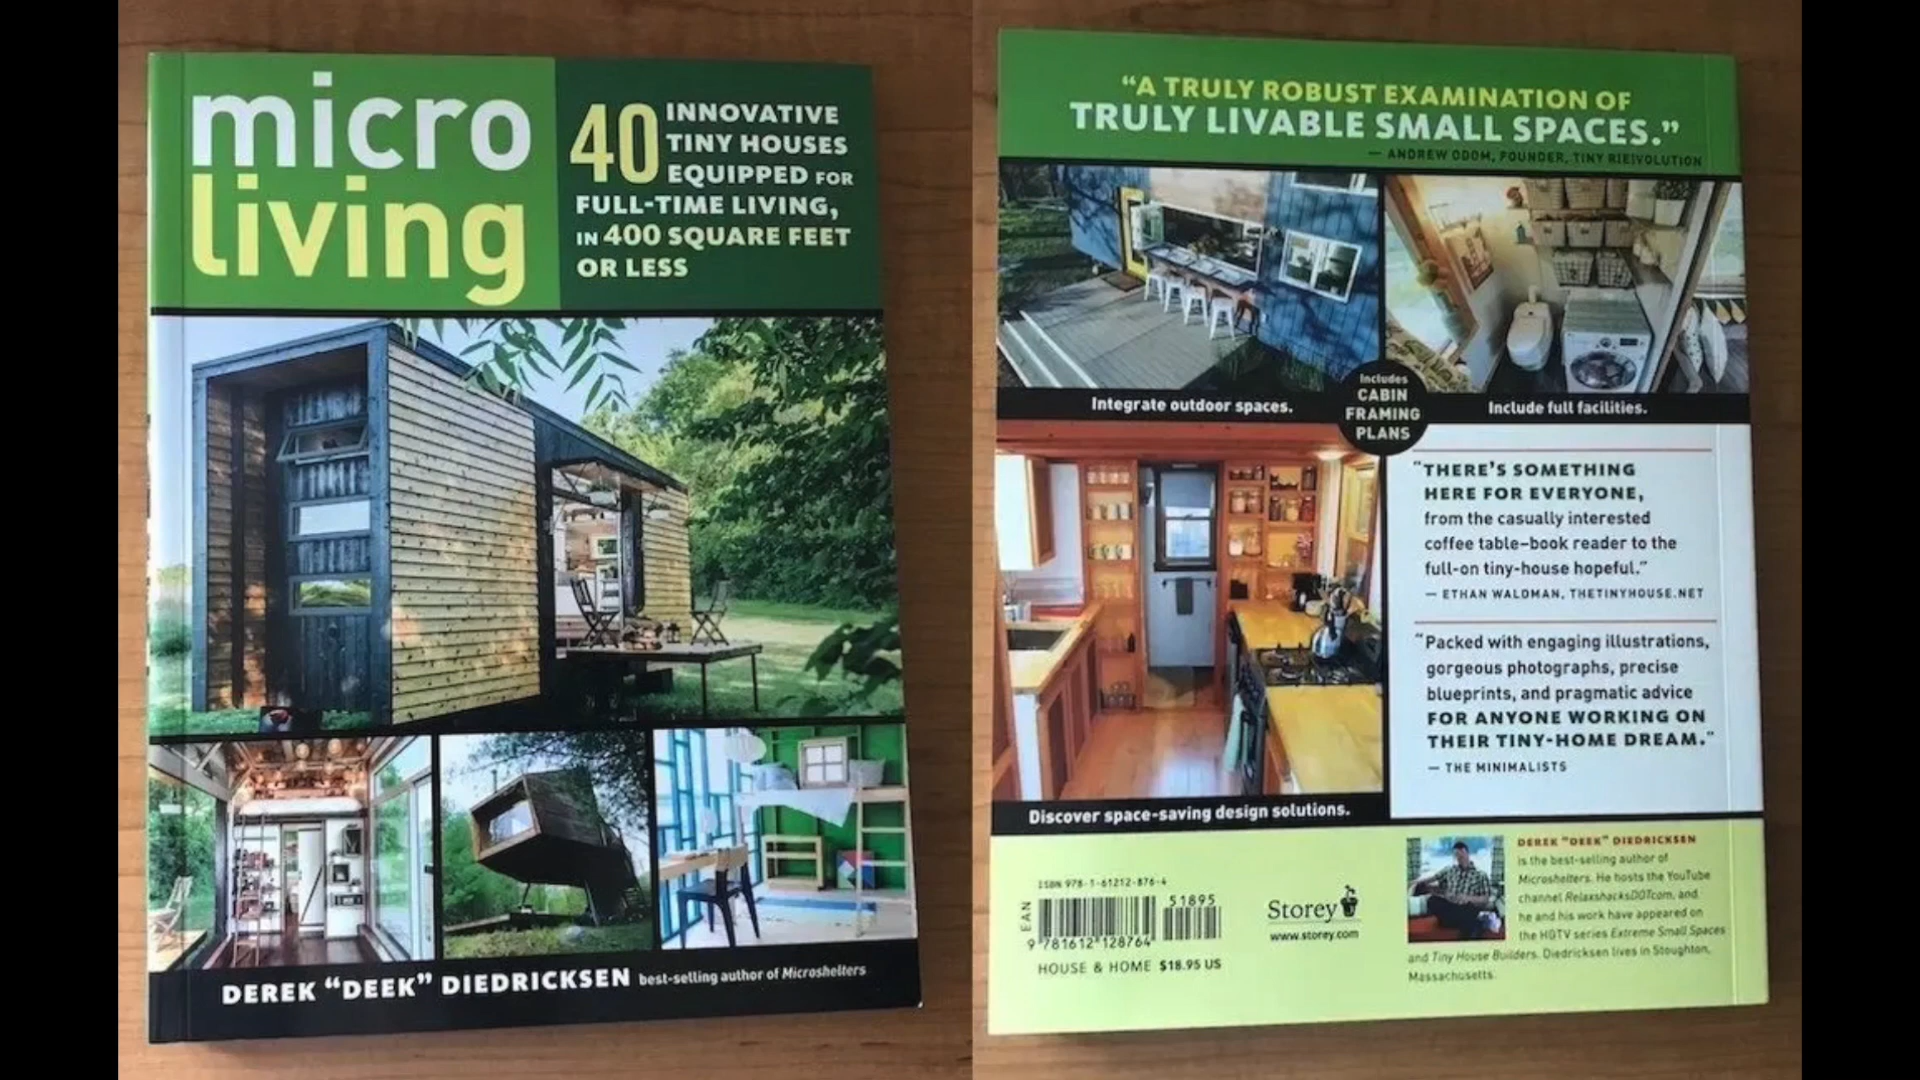 micro
living
40 INNOVATIVE
TINY HOUSES
EQUIPPED FOR
FULL-TIME LIVING,
IN 400 SQUARE FEET
OR LESS
DEREK “DEEK” DIEDRICKSEN best-selling author of Microshelters
“A TRULY ROBUST EXAMINATION OF
TRULY LIVABLE SMALL SPACES.”
— ANDREW ODOM, FOUNDER, TINY R(E)VOLUTION
Integrate outdoor spaces.
Includes
CABIN
FRAMING
PLANS
Include full facilities.
“THERE’S SOMETHING
HERE FOR EVERYONE,
from the casually interested
coffee table–book reader to the
full-on tiny-house hopeful.”
— ETHAN WALDMAN, THETINYHOUSE.NET
“Packed with engaging illustrations,
gorgeous photographs, precise
blueprints, and pragmatic advice
FOR ANYONE WORKING ON
THEIR TINY-HOME DREAM.”
— THE MINIMALISTS
Discover space-saving design solutions.
ISBN 978-1-61212-876-4
51895
EAN
9 781612 128764
HOUSE & HOME $18.95 US
Storey
www.storey.com
DEREK “DEEK” DIEDRICKSEN
is the best-selling author of
Microshelters. He hosts the YouTube
channel RelaxshacksDOTcom, and
he and his work have appeared on
the HGTV series Extreme Small Spaces
and Tiny House Builders. Diedricksen lives in Stoughton,
Massachusetts.